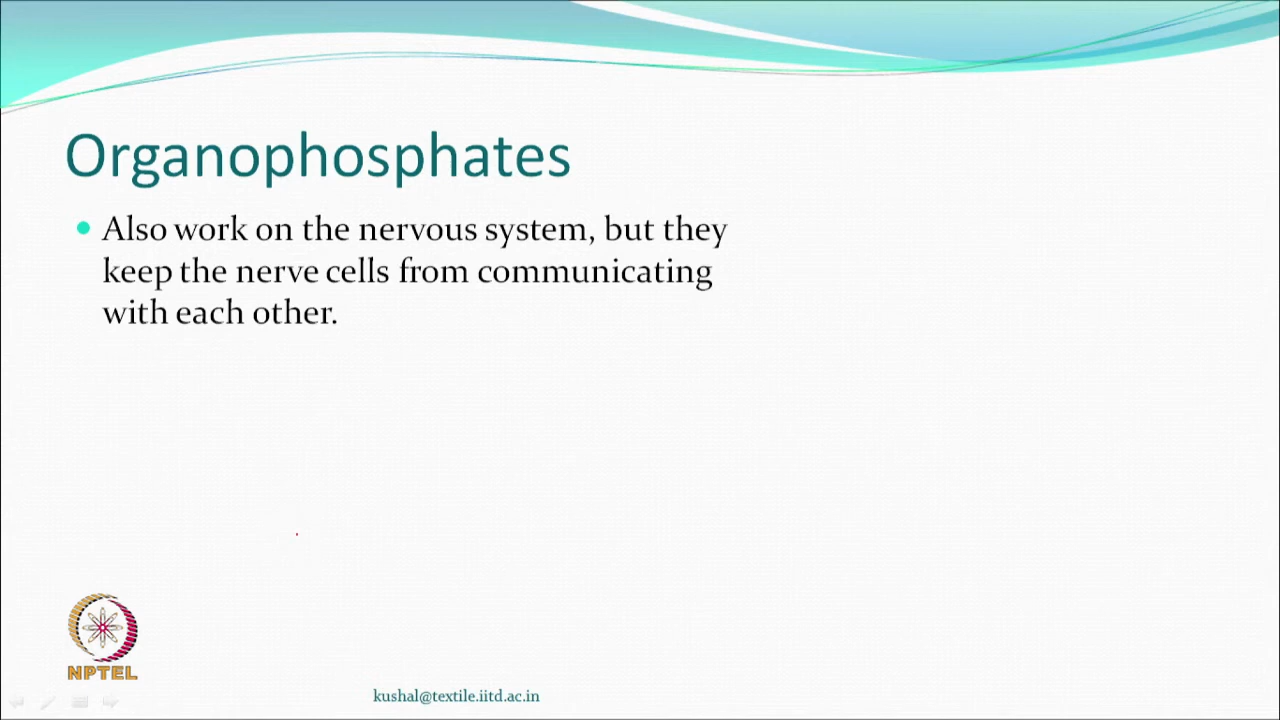 Organophosphates
Also work on the nervous system, but they
keep the nerve cells from communicating
with each other.
NPTEL
kushal@textile.iitd.ac.in